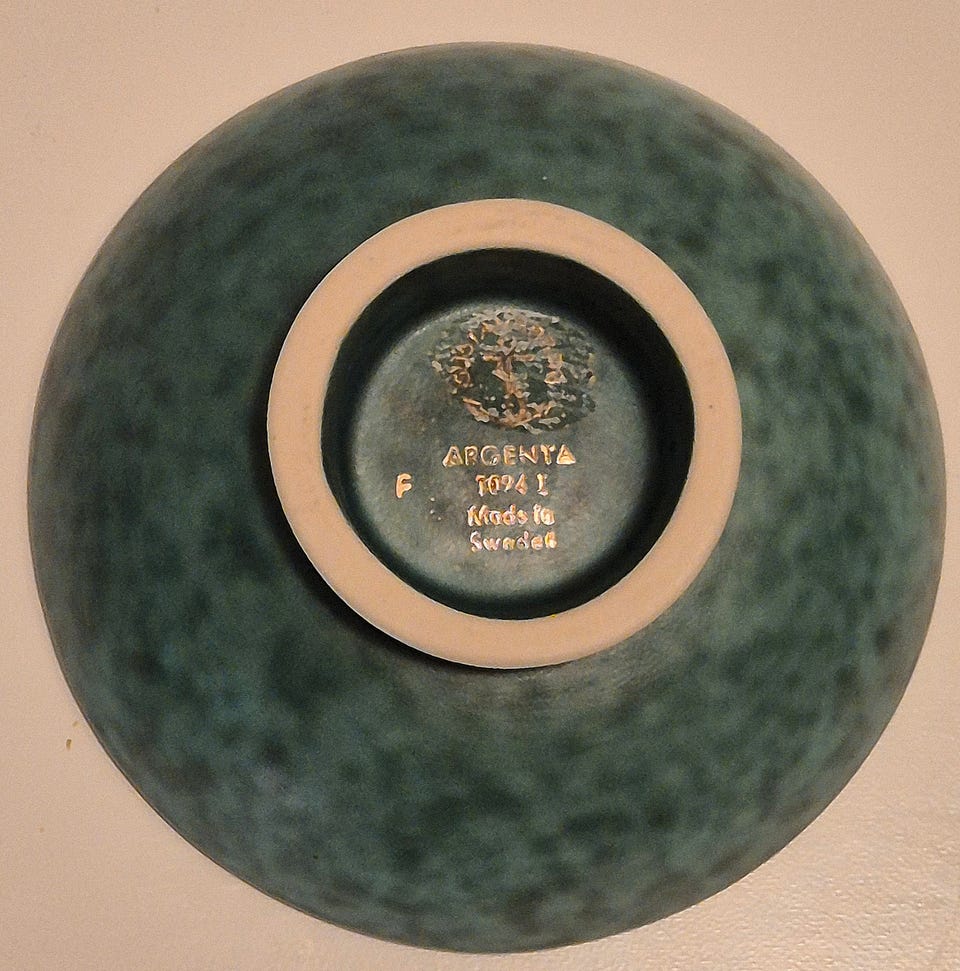 ARGENTA
F 1094 I
Made in
Sweden